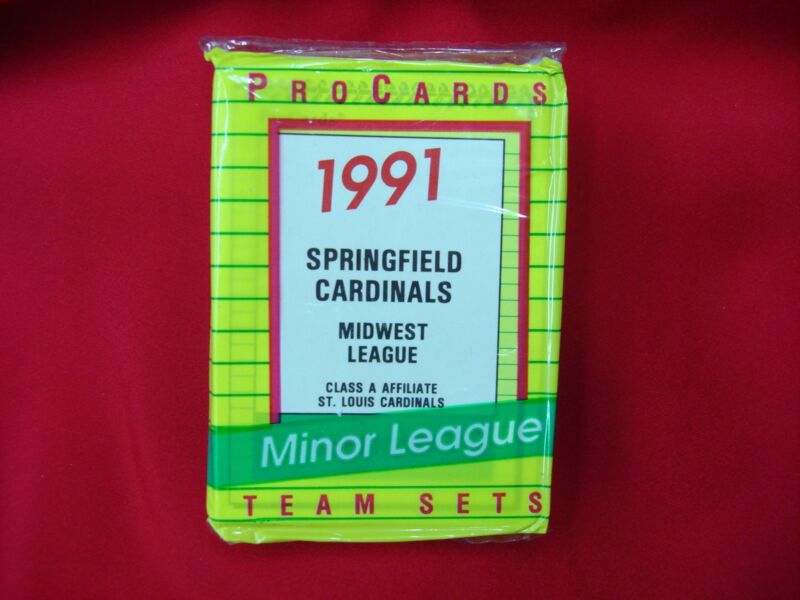 PROCARDS
1991
SPRINGFIELD
CARDINALS
MIDWEST
LEAGUE
CLASS A AFFILIATE
ST. LOUIS CARDINALS
Minor League
TEAM SETS